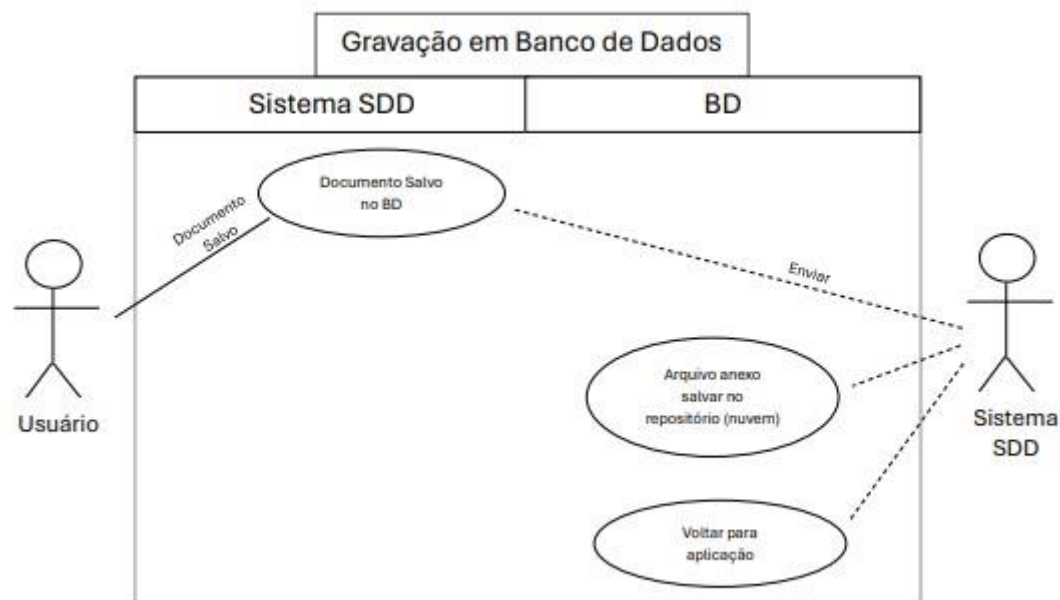 Gravação em Banco de Dados
Sistema SDD
BD
Documento Salvo
no BD
Documento
Salvo
Enviar
Usuário
Arquivo anexo
salvar no
repositório (nuvem)
Sistema
SDD
Voltar para
aplicação